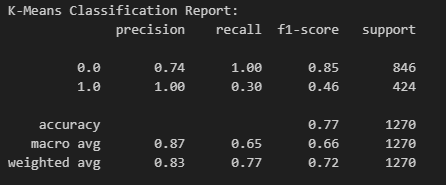 K-Means Classification Report:
precision recall f1-score support
0.0 0.74 1.00 0.85 846
1.0 1.00 0.30 0.46 424
accuracy 0.77 1270
macro avg 0.87 0.65 0.66 1270
weighted avg 0.83 0.77 0.72 1270